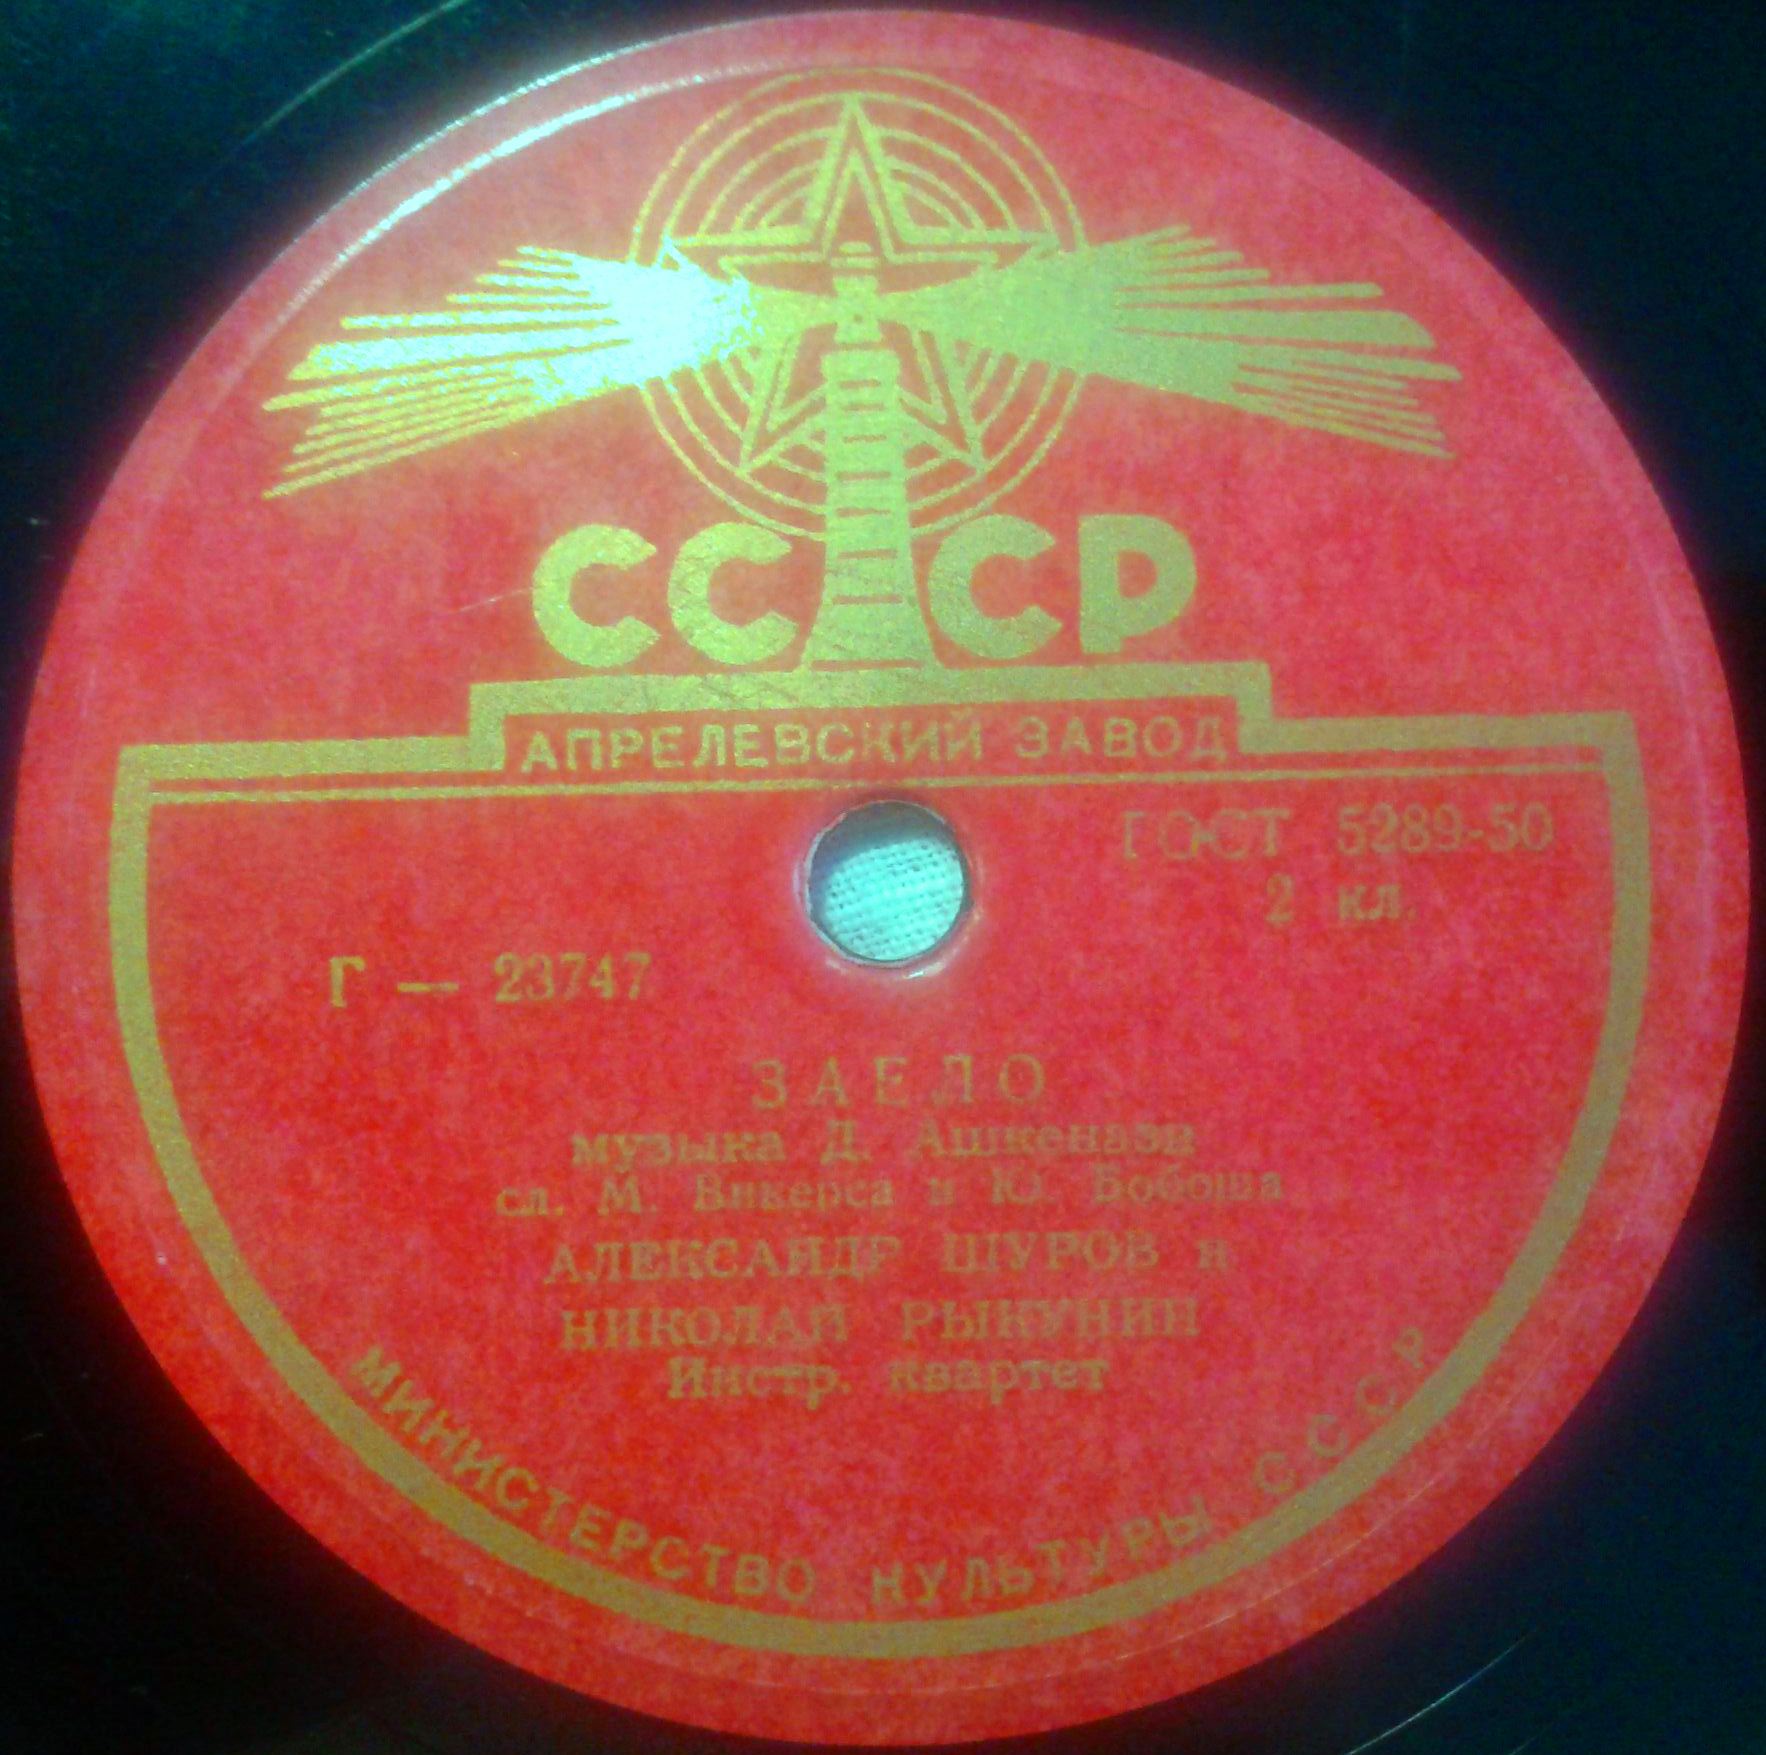 СССР
АПРЕЛЕВСКИЙ ЗАВОД
ГОСТ 5289-50
2 кл.
Г — 23747
ЗАЕЛО
музыка Д. Ашкенази
сл. М. Викерса и Ю. Бобоша
АЛЕКСАНДР ШУРОВ и
НИКОЛАЙ РЫКУНИН
Инстр. квартет
МИНИСТЕРСТВО КУЛЬТУРЫ СССР